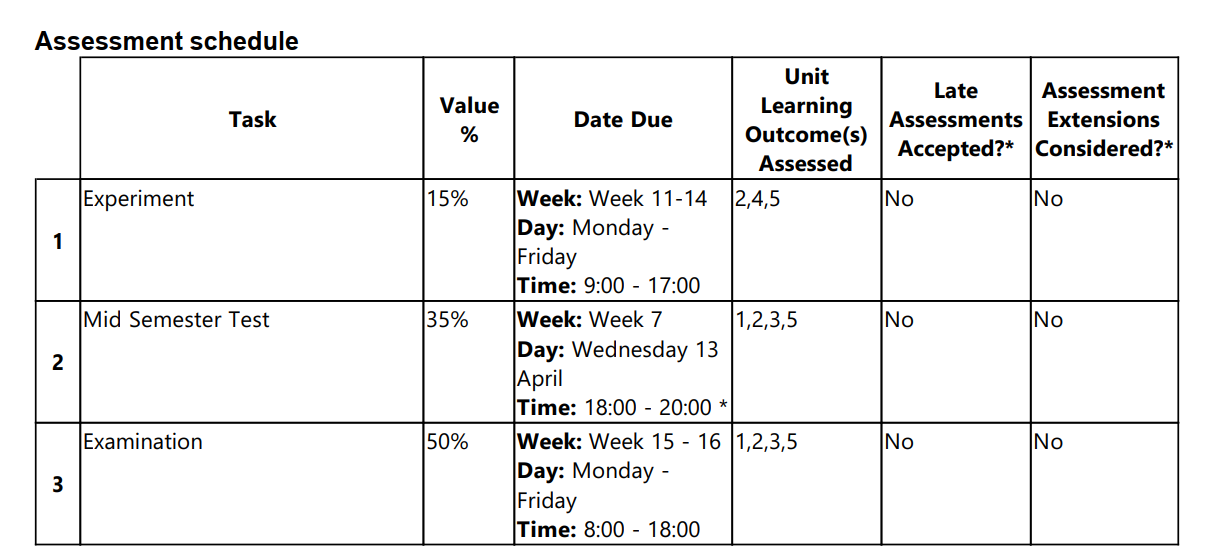 Assessment schedule
Task
Value
%
Date Due
Unit
Learning
Outcome(s)
Assessed
Late
Assessments
Accepted?*
Assessment
Extensions
Considered?*
1
Experiment
15%
Week: Week 11-14
Day: Monday -
Friday
Time: 9:00 - 17:00
2,4,5
No
No
2
Mid Semester Test
35%
Week: Week 7
Day: Wednesday 13
April
Time: 18:00 - 20:00 *
1,2,3,5
No
No
3
Examination
50%
Week: Week 15 - 16
Day: Monday -
Friday
Time: 8:00 - 18:00
1,2,3,5
No
No